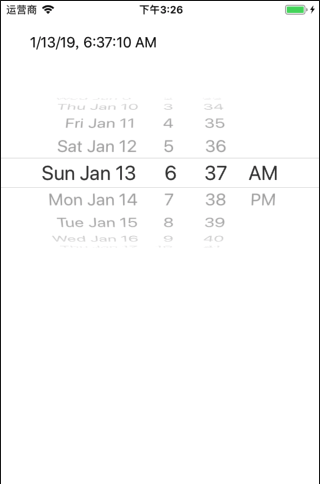 运营商 下午3:26
1/13/19, 6:37:10 AM
Thu Jan 10 3 34
Fri Jan 11 4 35
Sat Jan 12 5 36
Sun Jan 13 6 37 AM
Mon Jan 14 7 38 PM
Tue Jan 15 8 39
Wed Jan 16 9 40